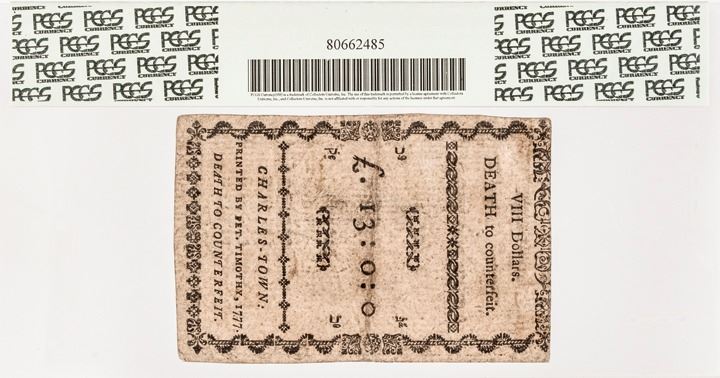 PCGS CURRENCY
80662485
VIII Dollars.
DEATH to counterfeit.
£. 13:0:0
CHARLES-TOWN:
PRINTED BY PET. TIMOTHY, 1777.
DEATH TO COUNTERFEIT.